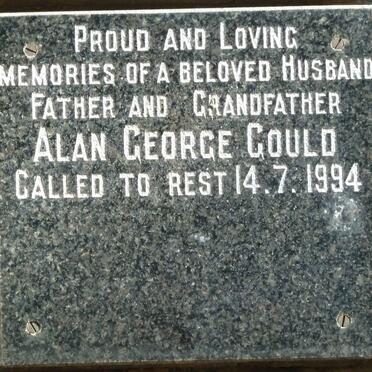 PROUD AND LOVING
MEMORIES OF A BELOVED HUSBAND
FATHER AND GRANDFATHER
ALAN GEORGE GOULD
CALLED TO REST 14.7.1994